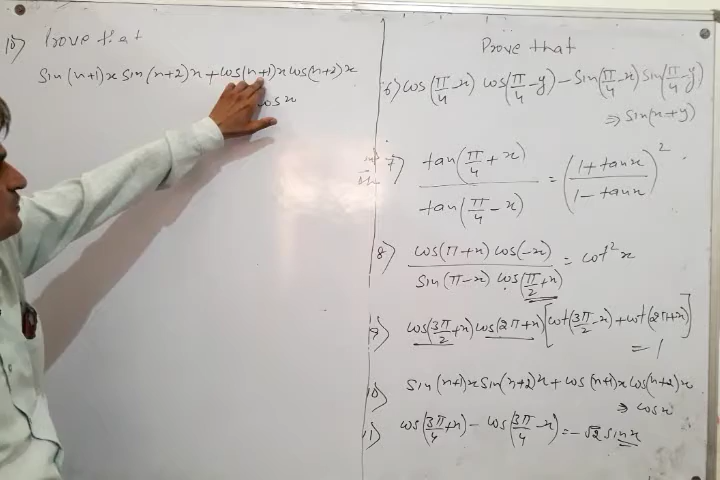 10) Prove that
sin(n+1)x sin(n+2)x + cos(n+1)x cos(n+2)x
cos x
Prove that
6) cos(π/4 - x) cos(π/4 - y) - sin(π/4 - x) sin(π/4 - y)
⇒ sin(x+y)
7) tan(π/4 + x) / tan(π/4 - x) = ((1 + tan x)/(1 - tan x))²
8) cos(π+x) cos(-x) / sin(π-x) cos(π/2+x) = cot² x
9) cos(3π/2+x) cos(2π+x) [cot(3π/2-x) + cot(2π+x)]
= 1
10) sin(n+1)x sin(n+2)x + cos(n+1)x cos(n+2)x
⇒ cos x
11) cos(3π/4+x) - cos(3π/4-x) = -√2 sin x